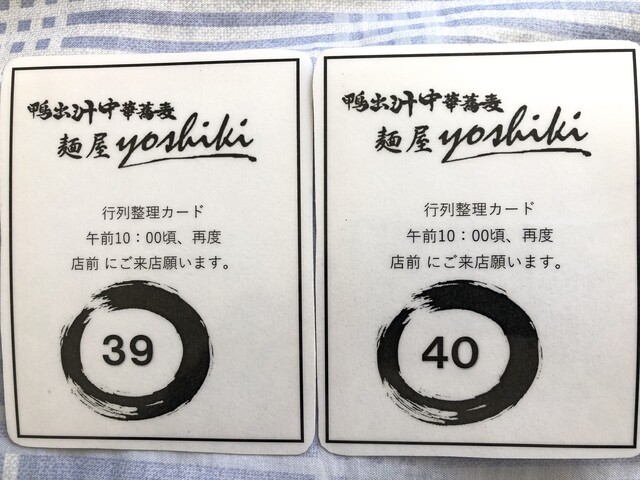 鴨出汁中華蕎麦
麺屋 yoshiki
行列整理カード
午前10：00頃、再度
店前 にご来店願います。
39
鴨出汁中華蕎麦
麺屋 yoshiki
行列整理カード
午前10：00頃、再度
店前 にご来店願います。
40